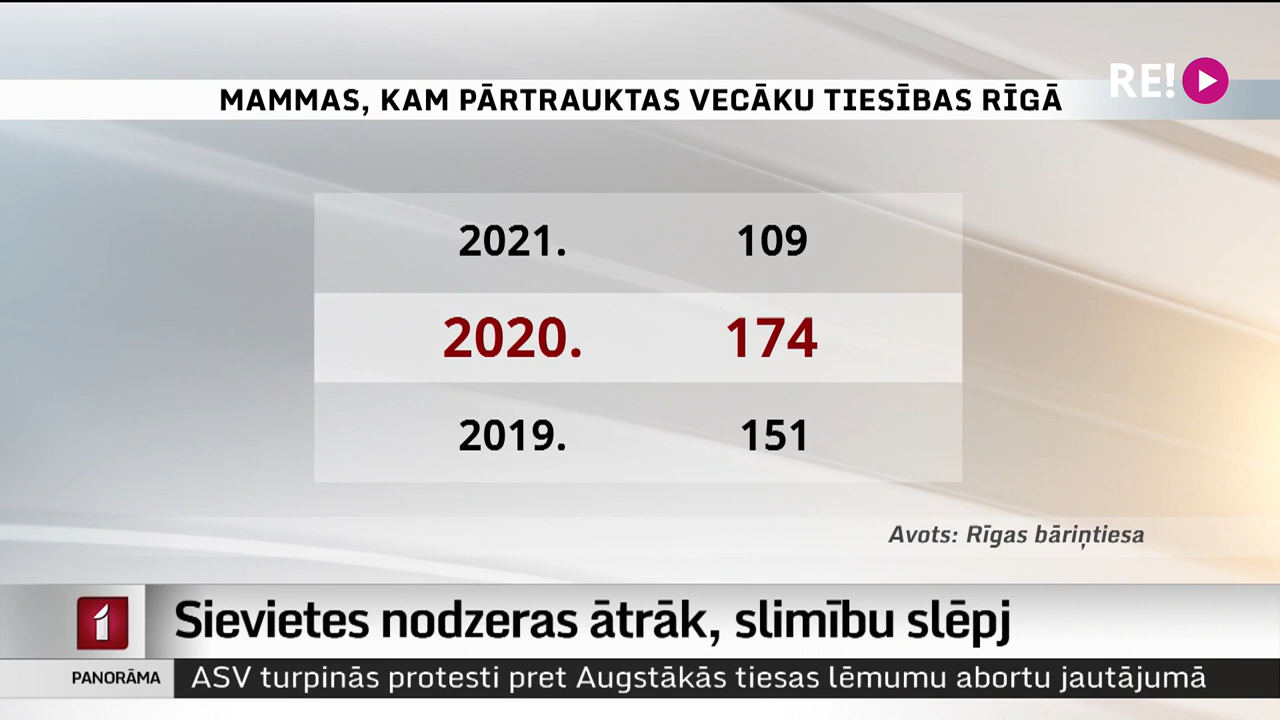 RE!
MAMMAS, KAM PĀRTRAUKTAS VECĀKU TIESĪBAS RĪGĀ
2021. 109
2020. 174
2019. 151
Avots: Rīgas bāriņtiesa
1
Sievietes nodzeras ātrāk, slimību slēpj
PANORĀMA
ASV turpinās protesti pret Augstākās tiesas lēmumu abortu jautājumā